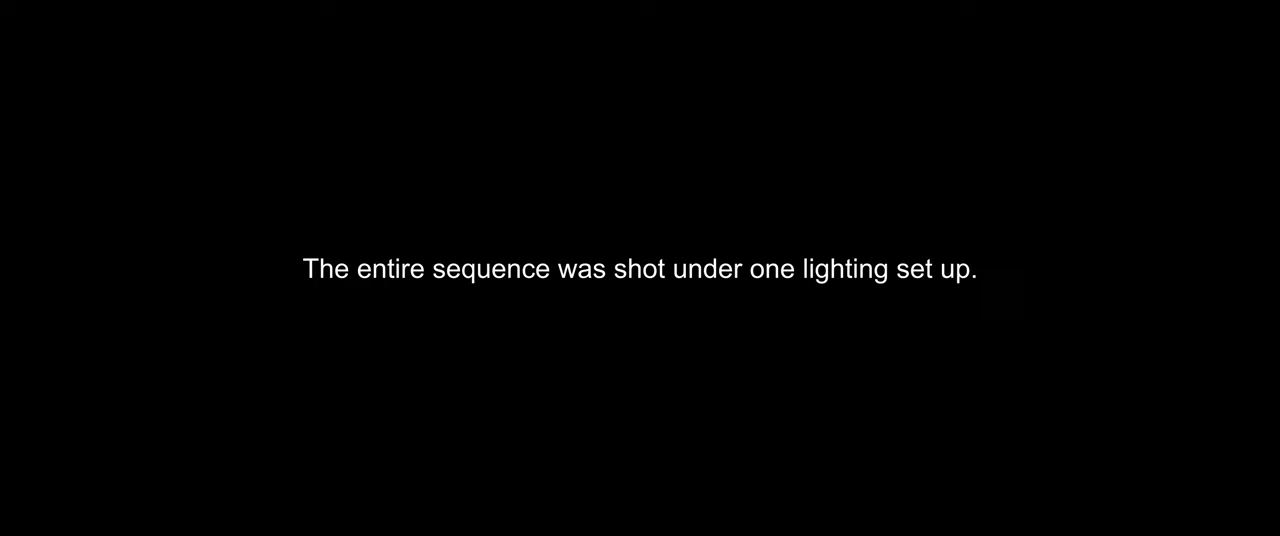 The entire sequence was shot under one lighting set up.